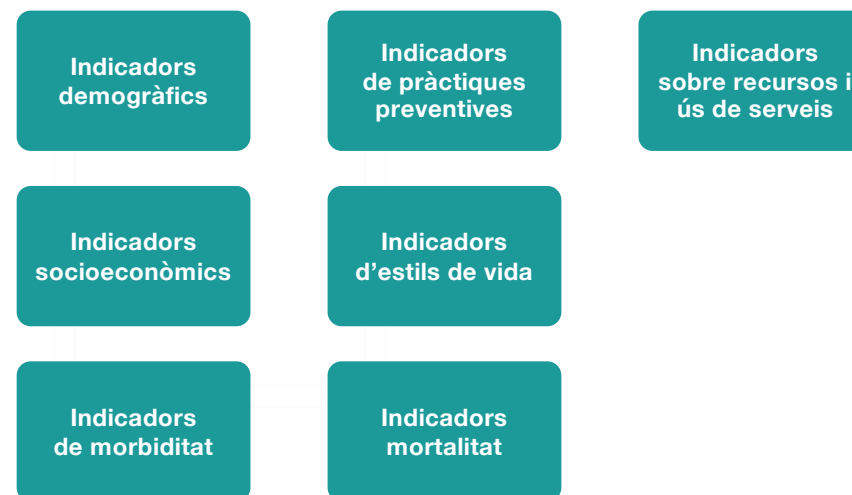 Indicadors
demogràfics
Indicadors
de pràctiques
preventives
Indicadors
sobre recursos i
ús de serveis
Indicadors
socioeconòmics
Indicadors
d’estils de vida
Indicadors
de morbiditat
Indicadors
mortalitat